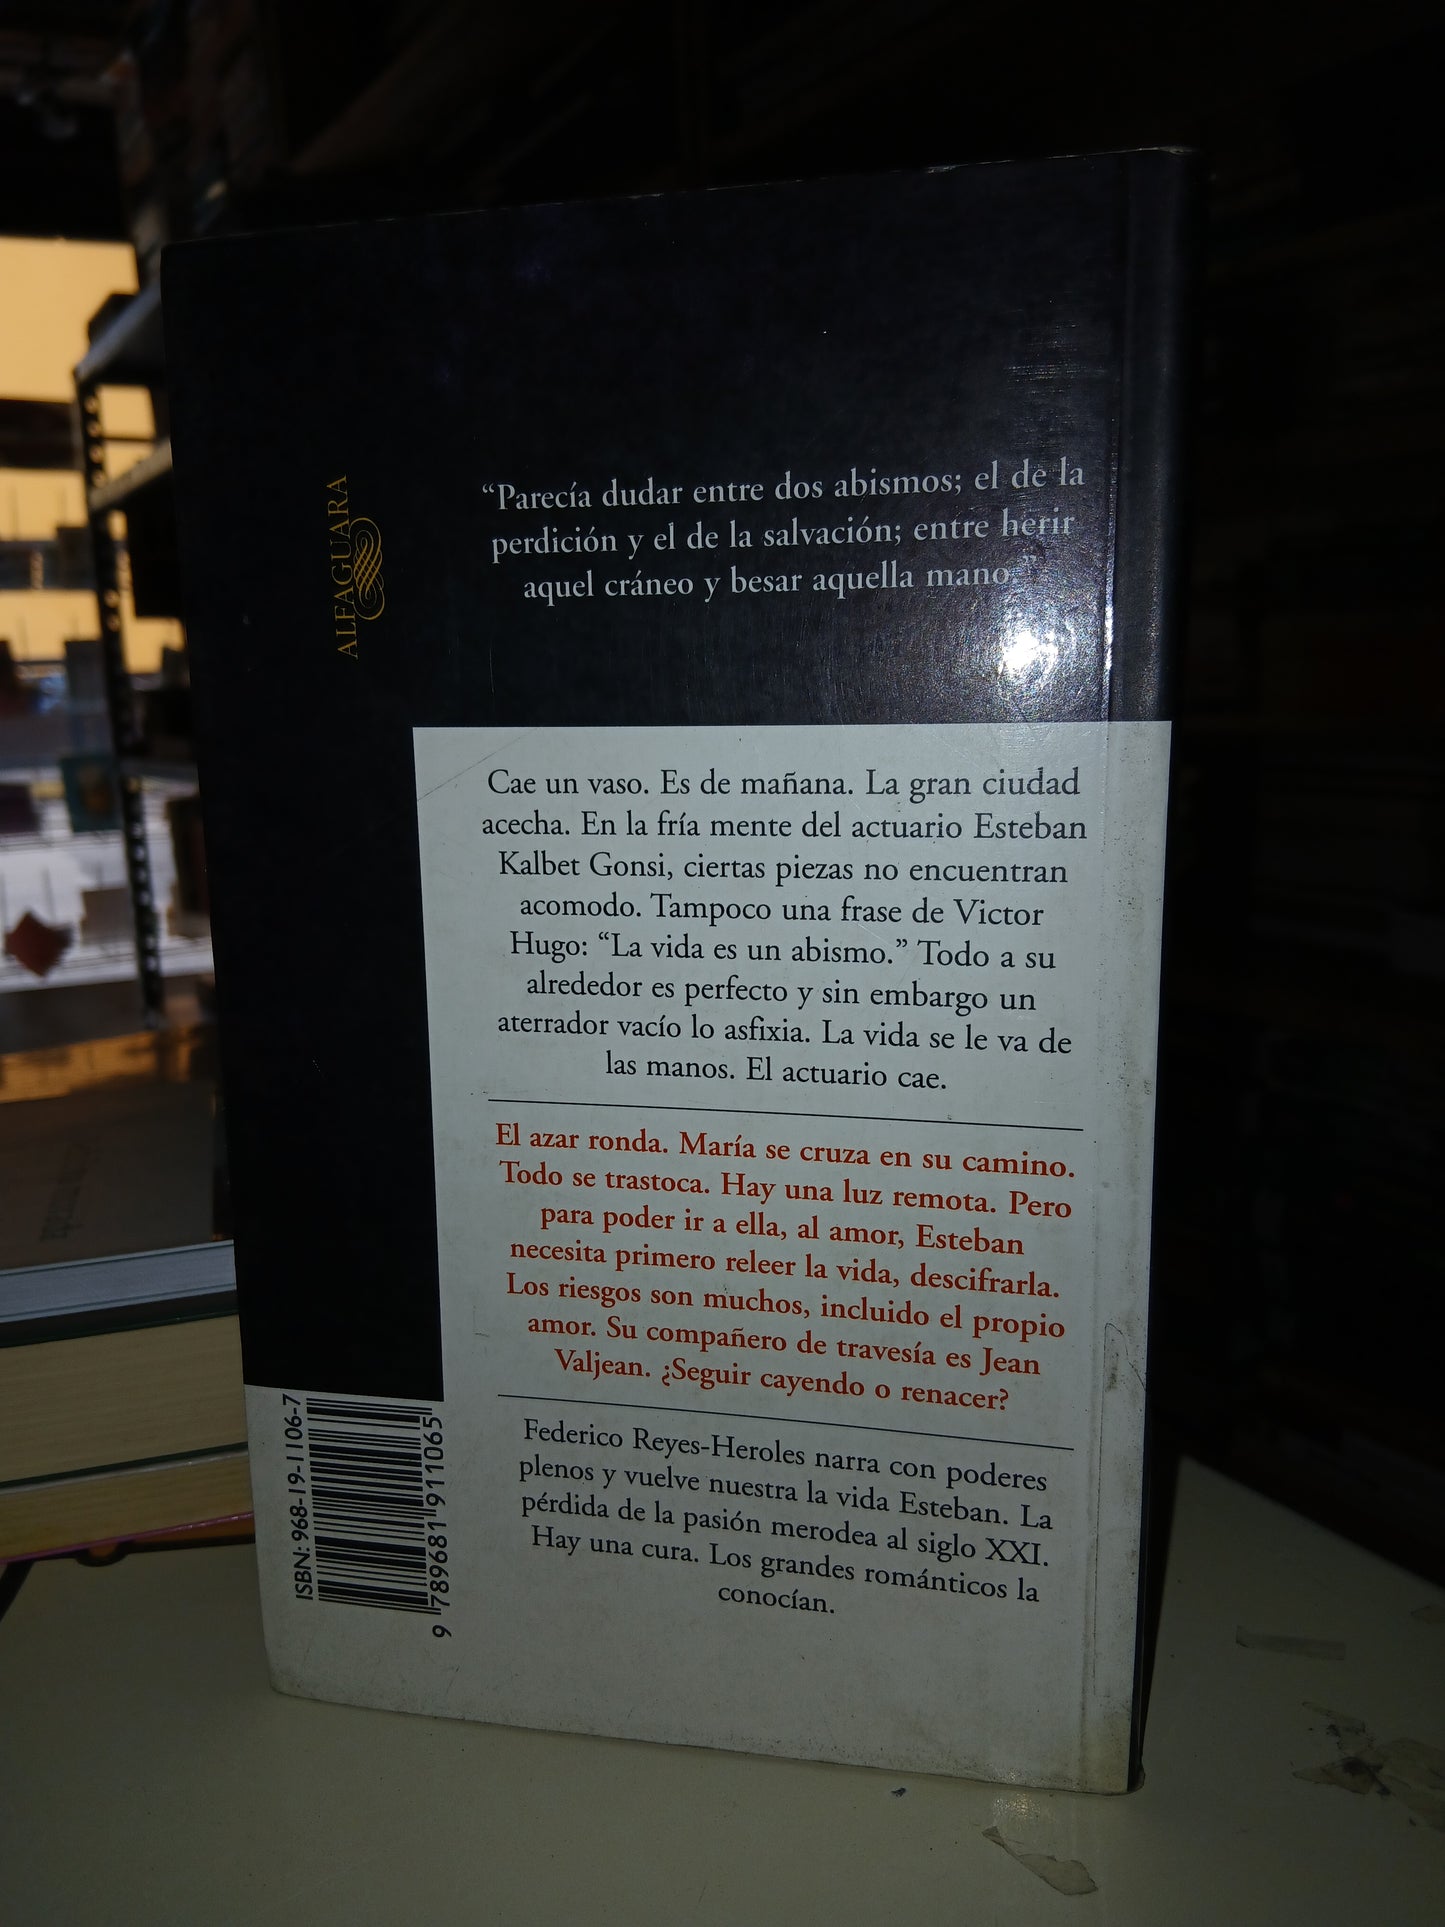 ALFAGUARA
“Parecía dudar entre dos abismos; el de la
perdición y el de la salvación; entre herir
aquel cráneo y besar aquella mano.”
Cae un vaso. Es de mañana. La gran ciudad
acecha. En la fría mente del actuario Esteban
Kalbet Gonsi, ciertas piezas no encuentran
acomodo. Tampoco una frase de Victor
Hugo: “La vida es un abismo.” Todo a su
alrededor es perfecto y sin embargo un
aterrador vacío lo asfixia. La vida se le va de
las manos. El actuario cae.
El azar ronda. María se cruza en su camino.
Todo se trastoca. Hay una luz remota. Pero
para poder ir a ella, al amor, Esteban
necesita primero releer la vida, descifrarla.
Los riesgos son muchos, incluido el propio
amor. Su compañero de travesía es Jean
Valjean. ¿Seguir cayendo o renacer?
Federico Reyes-Heroles narra con poderes
plenos y vuelve nuestra la vida Esteban. La
pérdida de la pasión merodea al siglo XXI.
Hay una cura. Los grandes románticos la
conocían.
ISBN: 968-19-1106-7
9 789681 911065